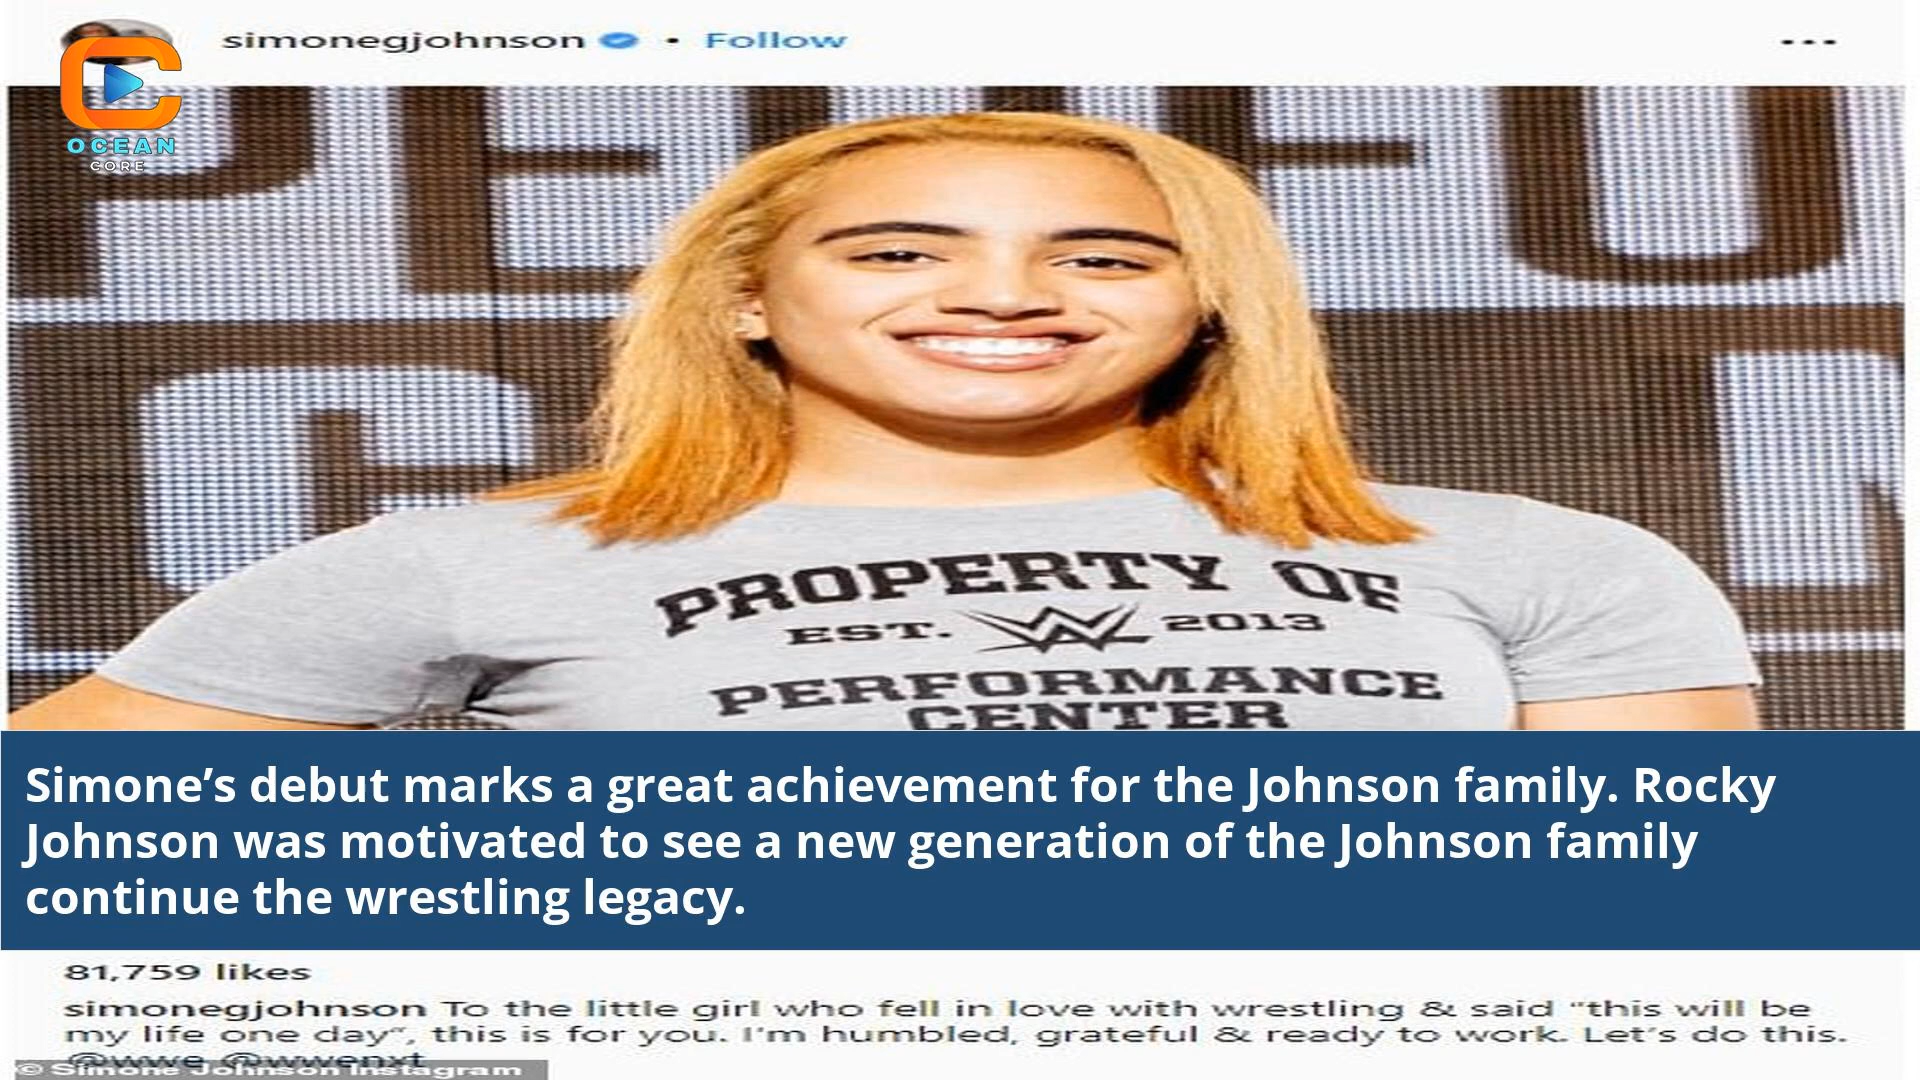 simonegjohnson • Follow
OCEAN
CORE
PROPERTY OF
EST. 2013
PERFORMANCE
CENTER
Simone’s debut marks a great achievement for the Johnson family. Rocky
Johnson was motivated to see a new generation of the Johnson family
continue the wrestling legacy.
81,759 likes
simonegjohnson To the little girl who fell in love with wrestling & said “this will be
my life one day”, this is for you. I’m humbled, grateful & ready to work. Let’s do this.
@wwe @wwenxt
© Simone Johnson Instagram